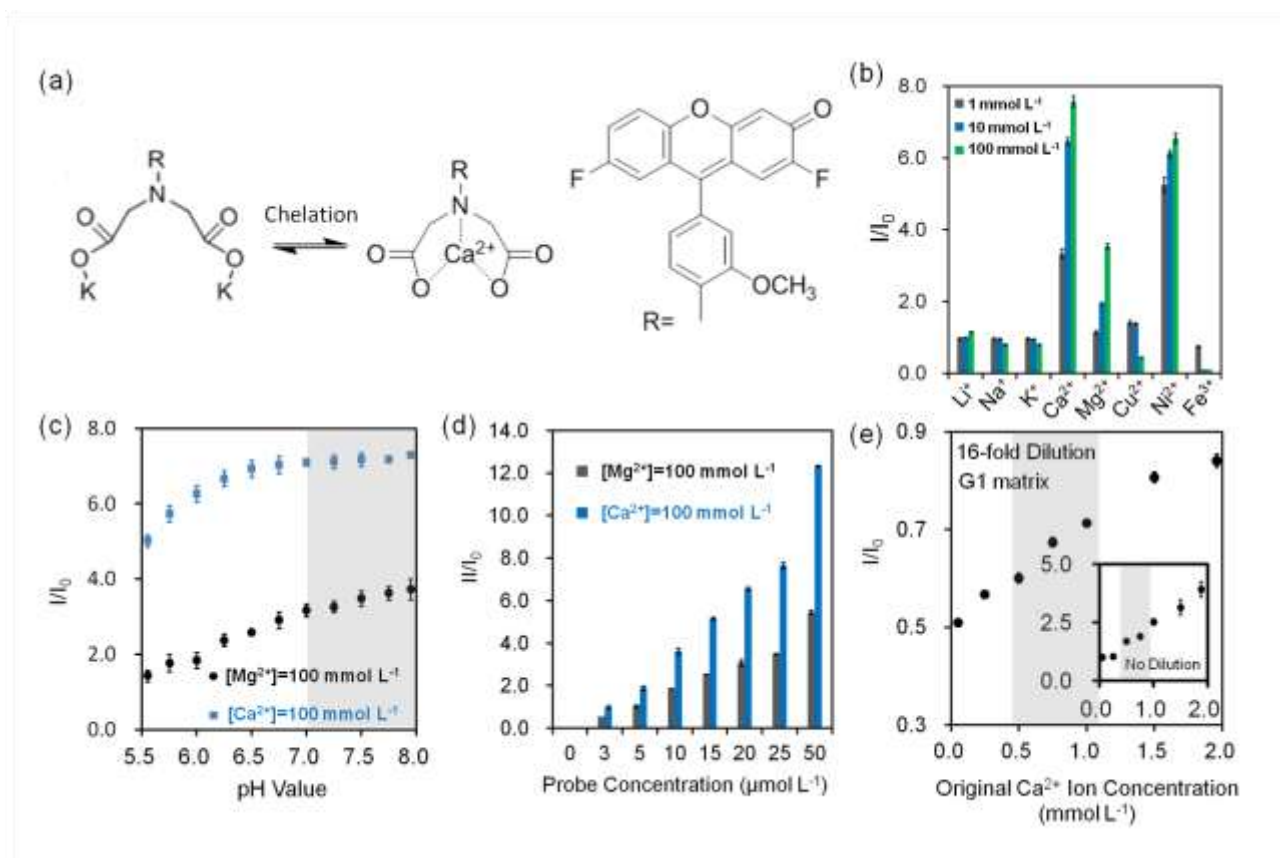 (a)
R
N
O
O
O
O
K
K
Chelation
R
N
Ca²⁺
O
O
O
O
O
O
F
F
OCH₃
R=
(b)
8.0
6.0
4.0
2.0
0.0
I/I₀
1 mmol L⁻¹
10 mmol L⁻¹
100 mmol L⁻¹
Li⁺
Na⁺
K⁺
Ca²⁺
Mg²⁺
Cu²⁺
Ni²⁺
Fe³⁺
(c)
8.0
6.0
4.0
2.0
0.0
I/I₀
[Mg²⁺]=100 mmol L⁻¹
[Ca²⁺]=100 mmol L⁻¹
5.5 6.0 6.5 7.0 7.5 8.0
pH Value
(d)
14.0
12.0
10.0
8.0
6.0
4.0
2.0
0.0
II/I₀
[Mg²⁺]=100 mmol L⁻¹
[Ca²⁺]=100 mmol L⁻¹
0 3 5 10 15 20 25 50
Probe Concentration (µmol L⁻¹)
(e)
0.9
0.7
0.5
0.3
I/I₀
16-fold Dilution
G1 matrix
5.0
2.5
0.0
No Dilution
0.0 1.0 2.0
0.0 0.5 1.0 1.5 2.0
Original Ca²⁺ Ion Concentration
(mmol L⁻¹)